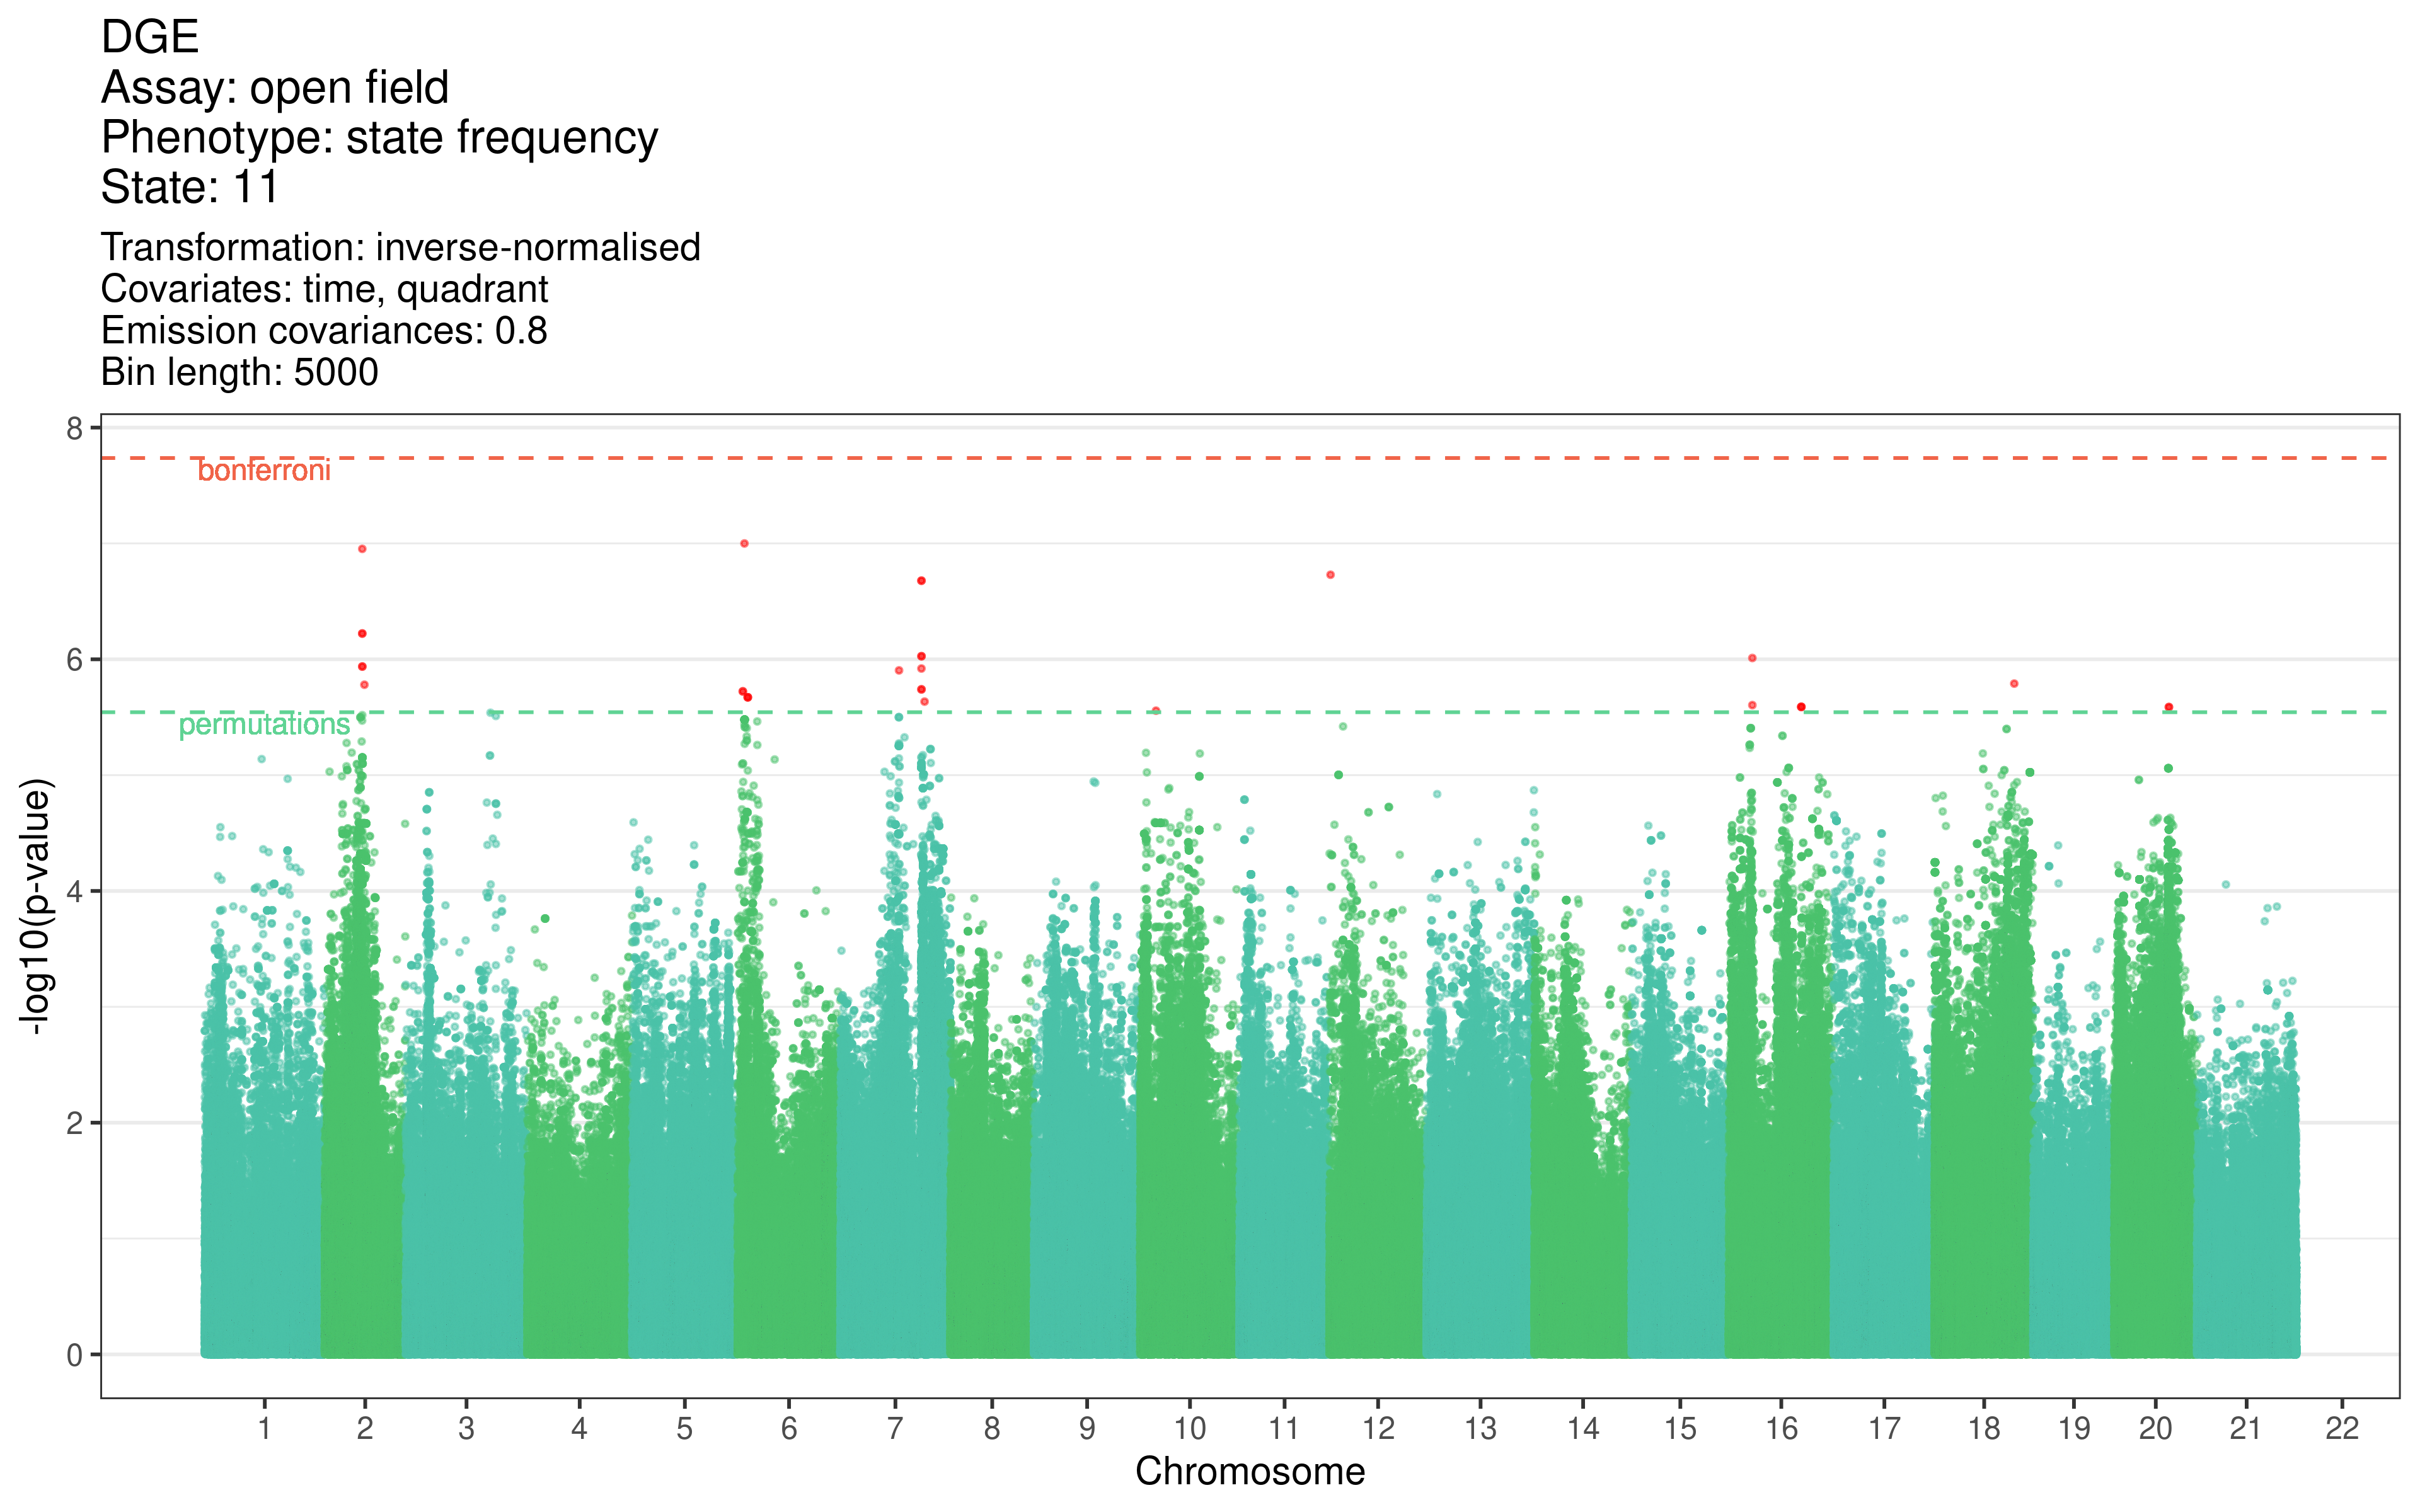 DGE
Assay: open field
Phenotype: state frequency
State: 11
Transformation: inverse-normalised
Covariates: time, quadrant
Emission covariances: 0.8
Bin length: 5000
8
bonferroni
6
permutations
4
2
0
-log10(p-value)
1 2 3 4 5 6 7 8 9 10 11 12 13 14 15 16 17 18 19 20 21 22
Chromosome